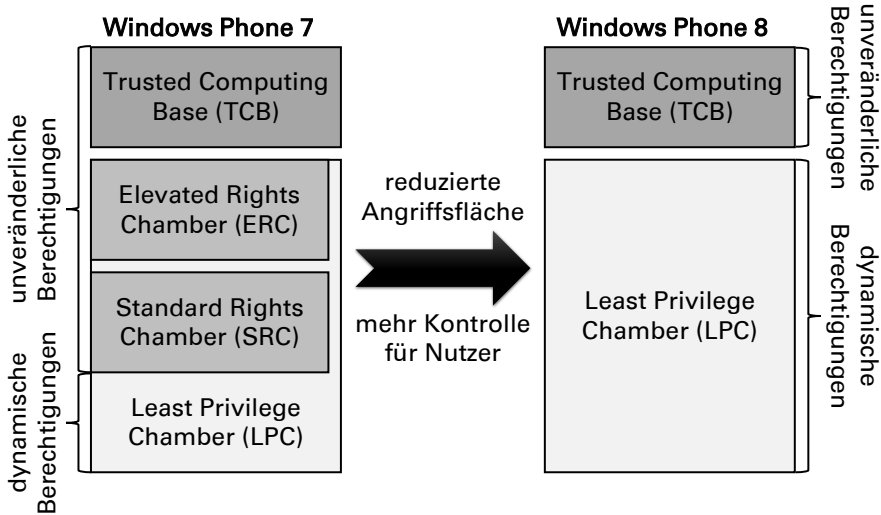 Windows Phone 7
unveränderliche
Berechtigungen
Trusted Computing
Base (TCB)
Elevated Rights
Chamber (ERC)
Standard Rights
Chamber (SRC)
dynamische
Berechtigungen
Least Privilege
Chamber (LPC)
reduzierte
Angriffsfläche
mehr Kontrolle
für Nutzer
Windows Phone 8
Trusted Computing
Base (TCB)
unveränderliche
Berechtigungen
Least Privilege
Chamber (LPC)
dynamische
Berechtigungen